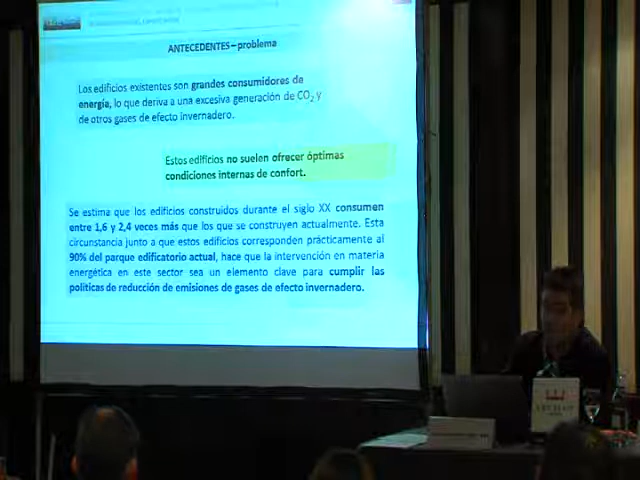 ANTECEDENTES – problema
Los edificios existentes son grandes consumidores de
energía, lo que deriva a una excesiva generación de CO₂ y
de otros gases de efecto invernadero.
Estos edificios no suelen ofrecer óptimas
condiciones internas de confort.
Se estima que los edificios construidos durante el siglo XX consumen
entre 1,6 y 2,4 veces más que los que se construyen actualmente. Esta
circunstancia junto a que estos edificios corresponden prácticamente al
90% del parque edificatorio actual, hace que la intervención en materia
energética en este sector sea un elemento clave para cumplir las
políticas de reducción de emisiones de gases de efecto invernadero.